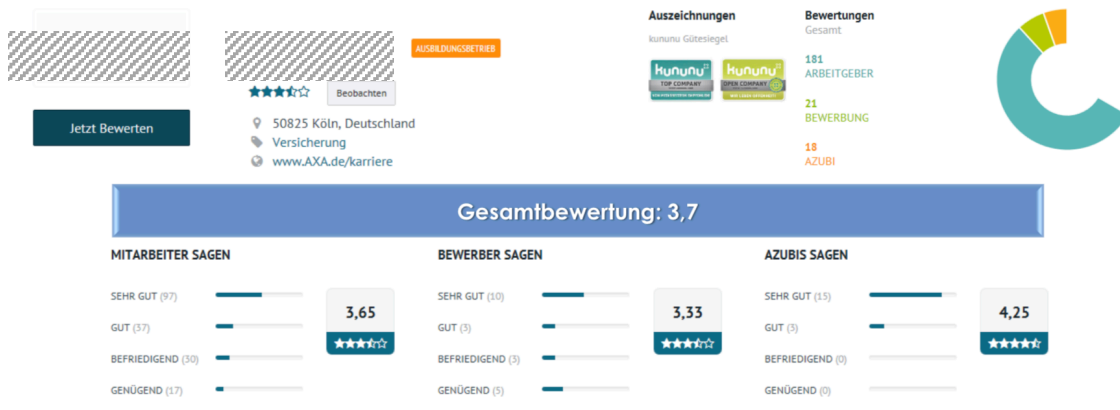 Auszeichnungen
kununu Gütesiegel
kununu
TOP COMPANY
kununu
OPEN COMPANY
Bewertungen
Gesamt
181
ARBEITGEBER
21
BEWERBUNG
18
AZUBI
AUSBILDUNGSBETRIEB
Beobachten
Jetzt Bewerten
50825 Köln, Deutschland
Versicherung
www.AXA.de/karriere
Gesamtbewertung: 3,7
MITARBEITER SAGEN
SEHR GUT (97)
GUT (37)
BEFRIEDIGEND (30)
GENÜGEND (17)
3,65
BEWERBER SAGEN
SEHR GUT (10)
GUT (3)
BEFRIEDIGEND (3)
GENÜGEND (5)
3,33
AZUBIS SAGEN
SEHR GUT (15)
GUT (3)
BEFRIEDIGEND (0)
GENÜGEND (0)
4,25